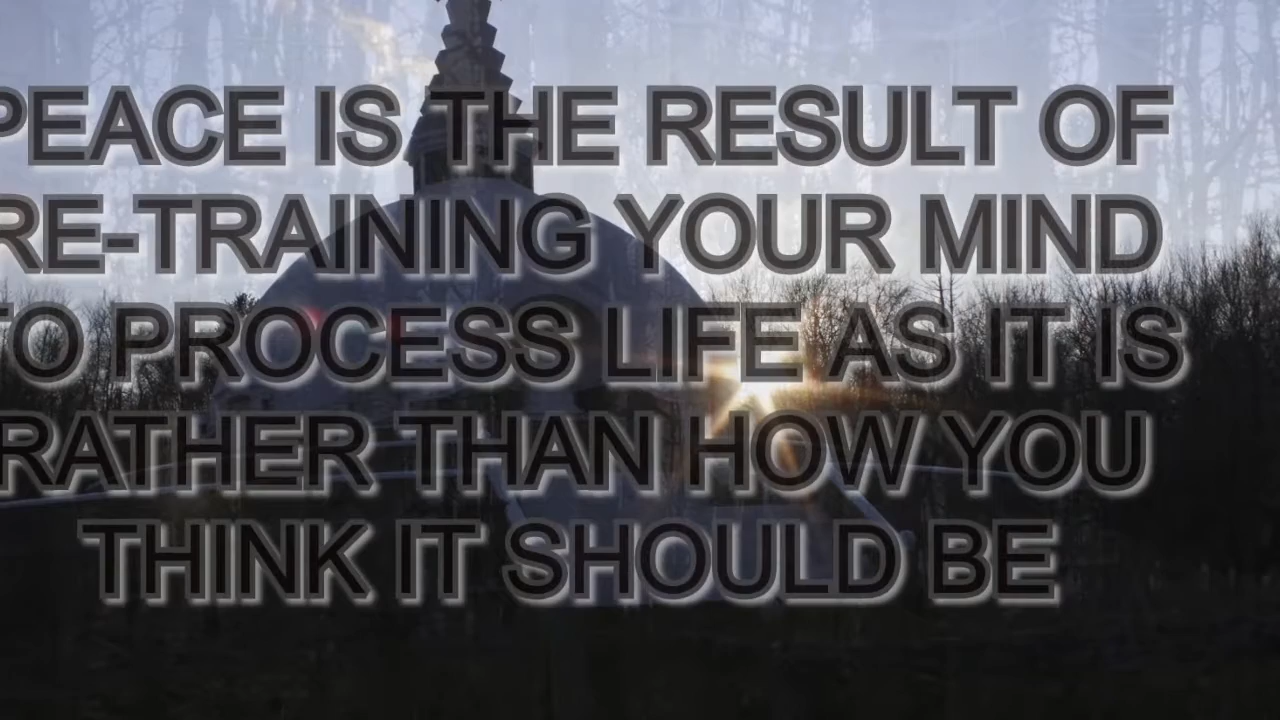 PEACE IS THE RESULT OF
RE-TRAINING YOUR MIND
TO PROCESS LIFE AS IT IS
RATHER THAN HOW YOU
THINK IT SHOULD BE